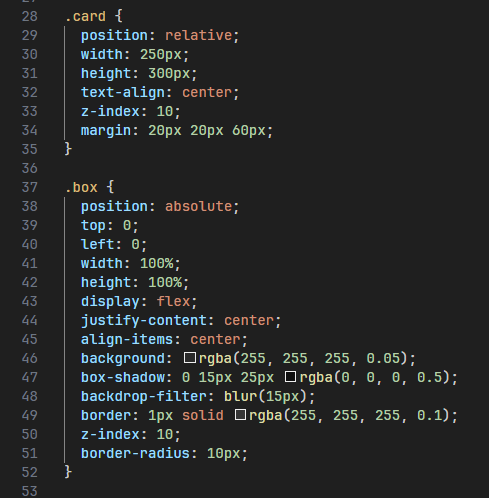 28 .card {
29 position: relative;
30 width: 250px;
31 height: 300px;
32 text-align: center;
33 z-index: 10;
34 margin: 20px 20px 60px;
35 }
36
37 .box {
38 position: absolute;
39 top: 0;
40 left: 0;
41 width: 100%;
42 height: 100%;
43 display: flex;
44 justify-content: center;
45 align-items: center;
46 background: rgba(255, 255, 255, 0.05);
47 box-shadow: 0 15px 25px rgba(0, 0, 0, 0.5);
48 backdrop-filter: blur(15px);
49 border: 1px solid rgba(255, 255, 255, 0.1);
50 z-index: 10;
51 border-radius: 10px;
52 }
53